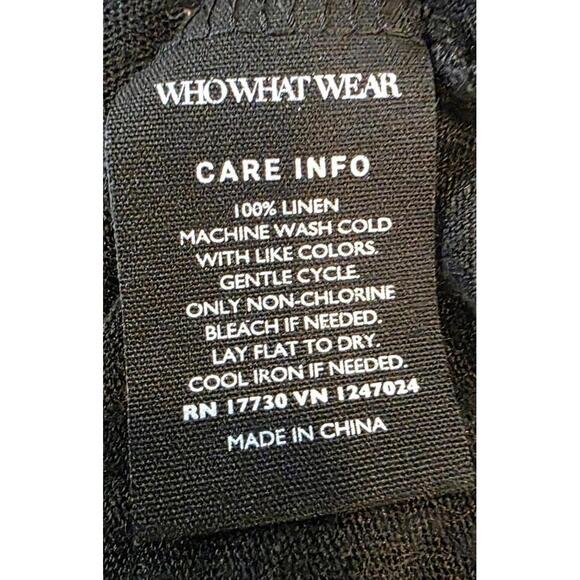 WHO WHAT WEAR
CARE INFO
100% LINEN
MACHINE WASH COLD
WITH LIKE COLORS.
GENTLE CYCLE.
ONLY NON-CHLORINE
BLEACH IF NEEDED.
LAY FLAT TO DRY.
COOL IRON IF NEEDED.
RN 17730 VN 1247024
MADE IN CHINA